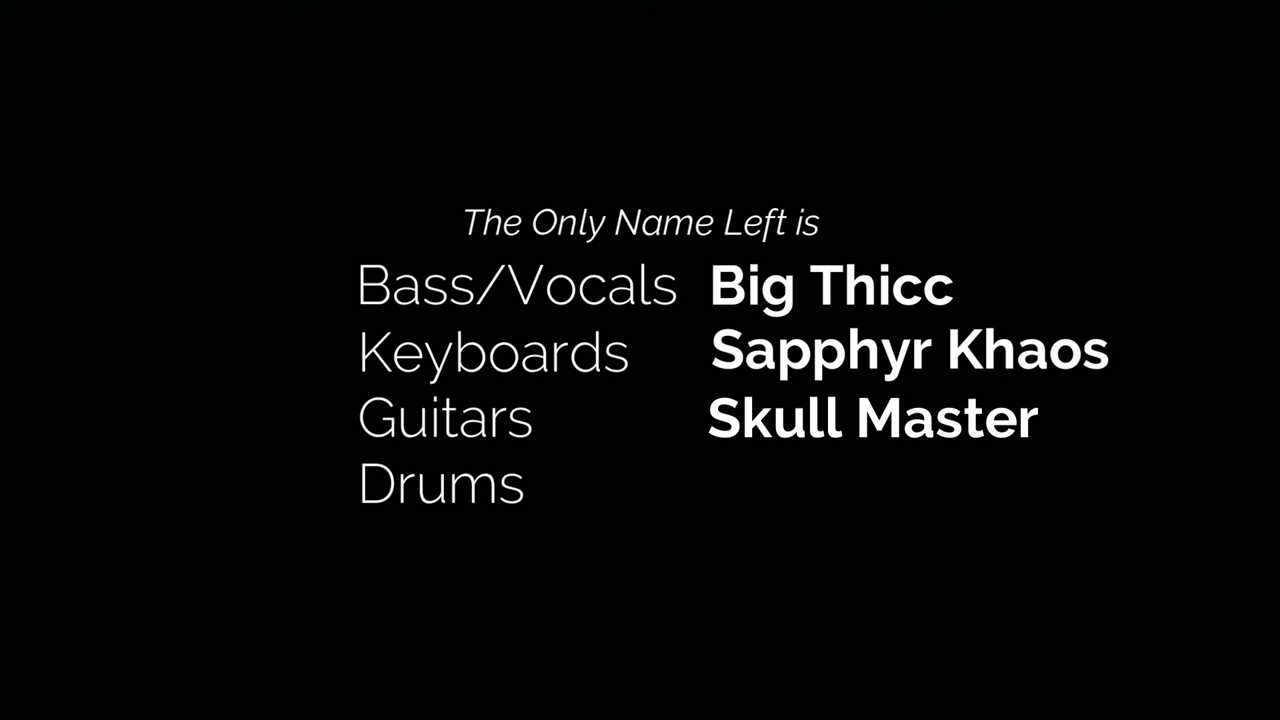 The Only Name Left is
Bass/Vocals Big Thicc
Keyboards Sapphyr Khaos
Guitars Skull Master
Drums